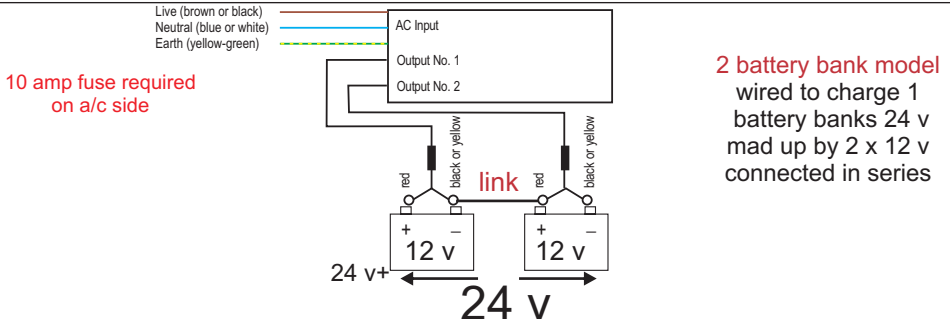 Live (brown or black)
Neutral (blue or white)
Earth (yellow-green)
AC Input
Output No. 1
Output No. 2
10 amp fuse required
on a/c side
2 battery bank model
wired to charge 1
battery banks 24 v
mad up by 2 x 12 v
connected in series
red
black or yellow
link
red
black or yellow
+ –
12 v
+ –
12 v
24 v+
24 v